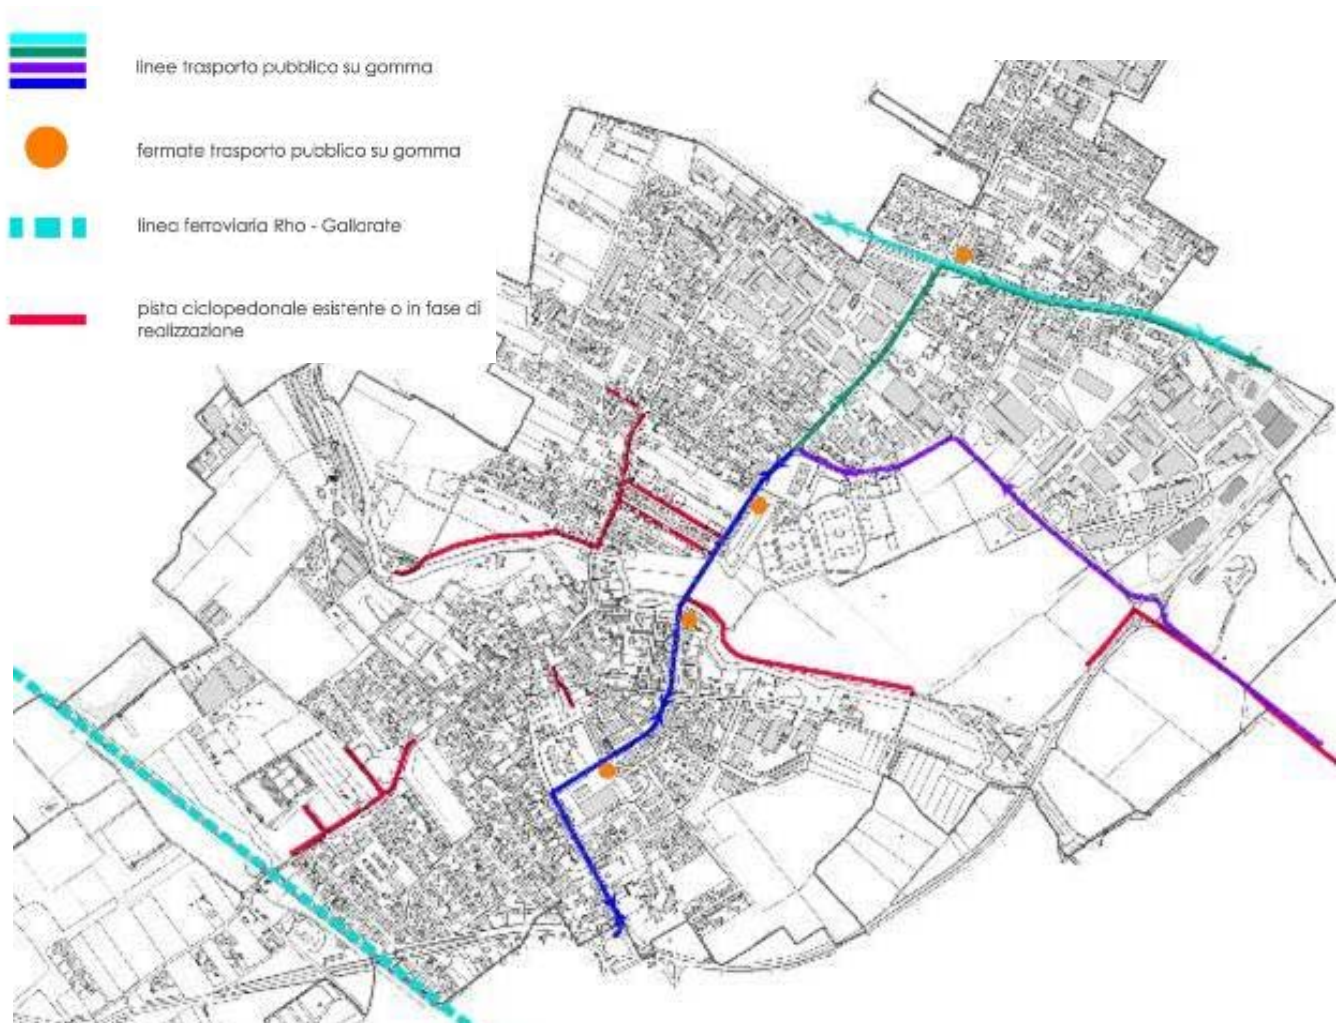 linee trasporto pubblico su gomma
fermate trasporto pubblico su gomma
linea ferroviaria Rho - Gallarate
pista ciclopedonale esistente o in fase di
realizzazione